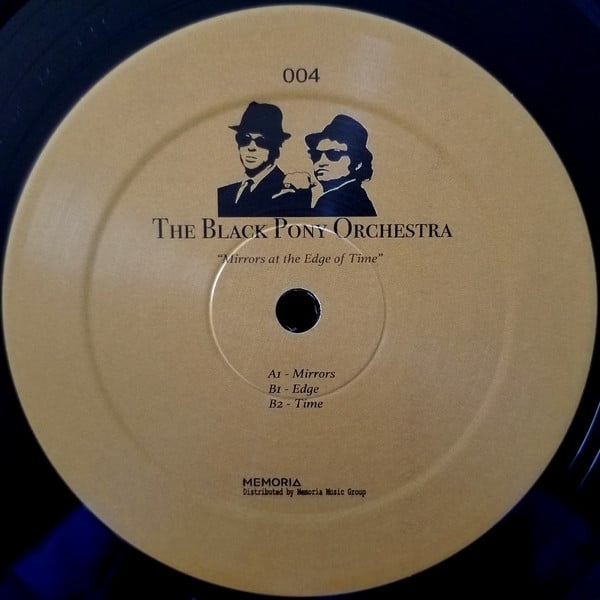 004
THE BLACK PONY ORCHESTRA
“Mirrors at the Edge of Time”
A1 - Mirrors
B1 - Edge
B2 - Time
MEMORIA
Distributed by Memoria Music Group